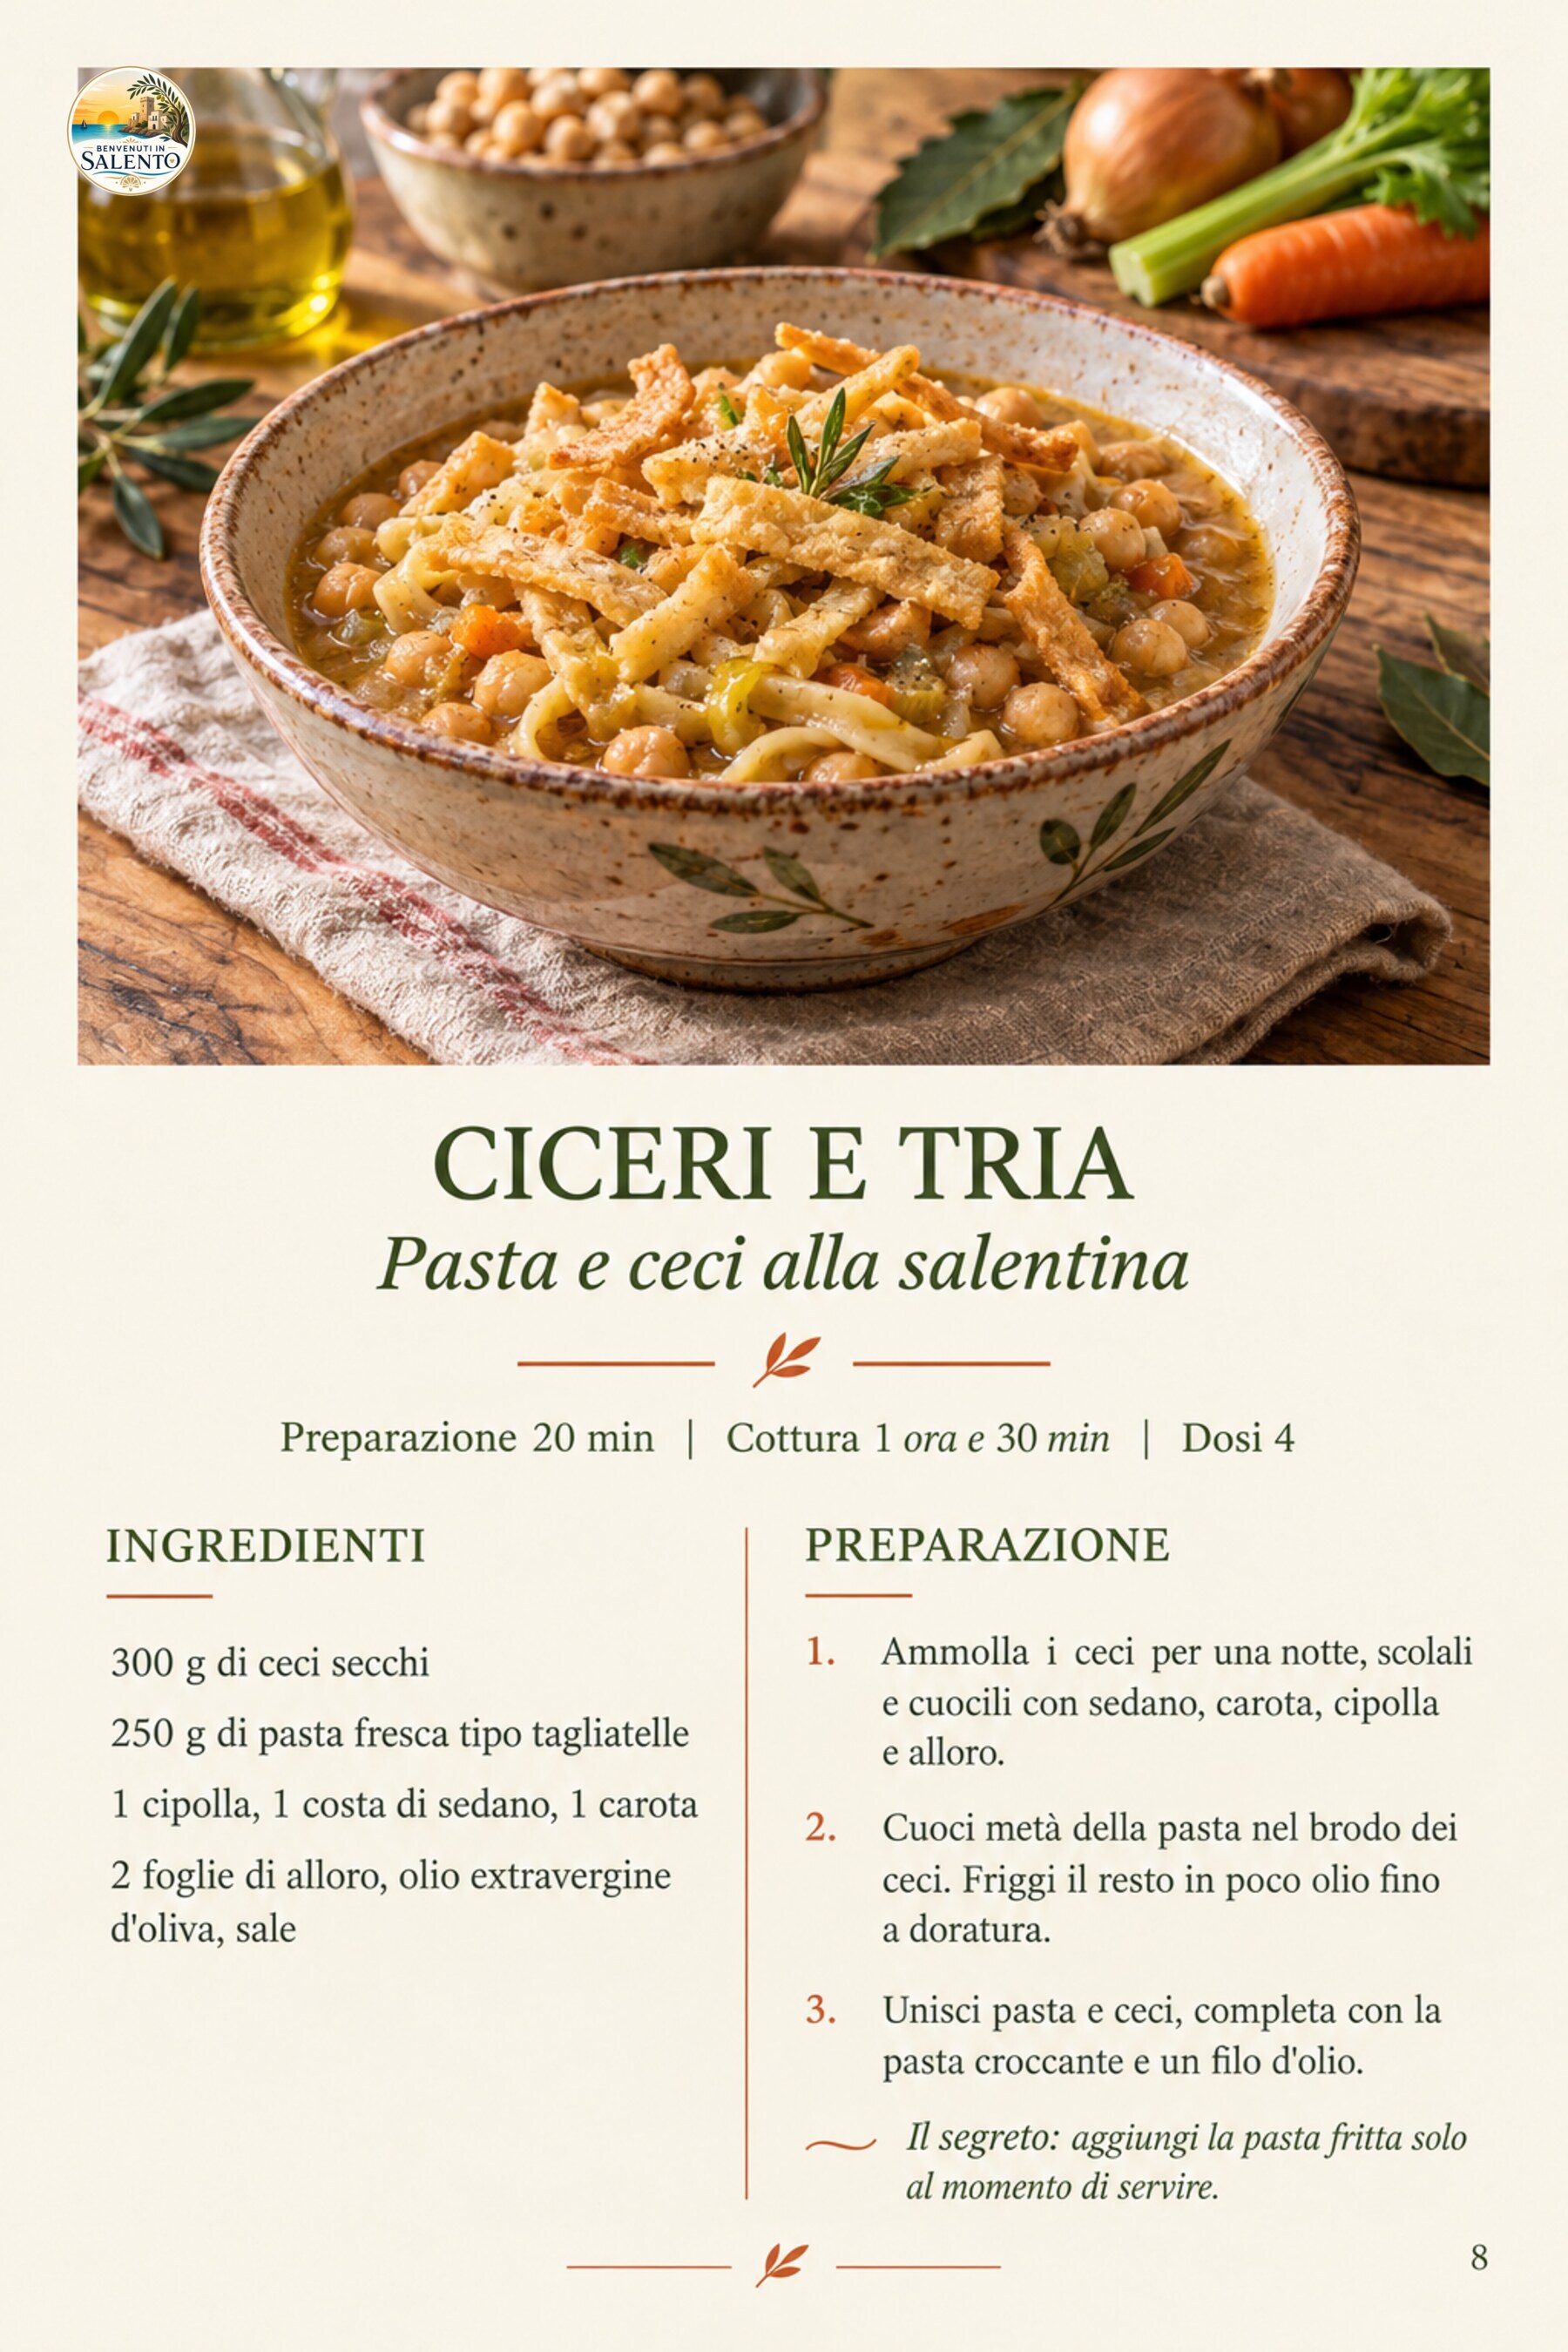 BENVENUTI IN
SALENTO
CICERI E TRIA
Pasta e ceci alla salentina
Preparazione 20 min | Cottura 1 ora e 30 min | Dosi 4
INGREDIENTI
300 g di ceci secchi
250 g di pasta fresca tipo tagliatelle
1 cipolla, 1 costa di sedano, 1 carota
2 foglie di alloro, olio extravergine
d'oliva, sale
PREPARAZIONE
1. Ammolla i ceci per una notte, scolali
e cuocili con sedano, carota, cipolla
e alloro.
2. Cuoci metà della pasta nel brodo dei
ceci. Friggi il resto in poco olio fino
a doratura.
3. Unisci pasta e ceci, completa con la
pasta croccante e un filo d'olio.
Il segreto: aggiungi la pasta fritta solo
al momento di servire.
8